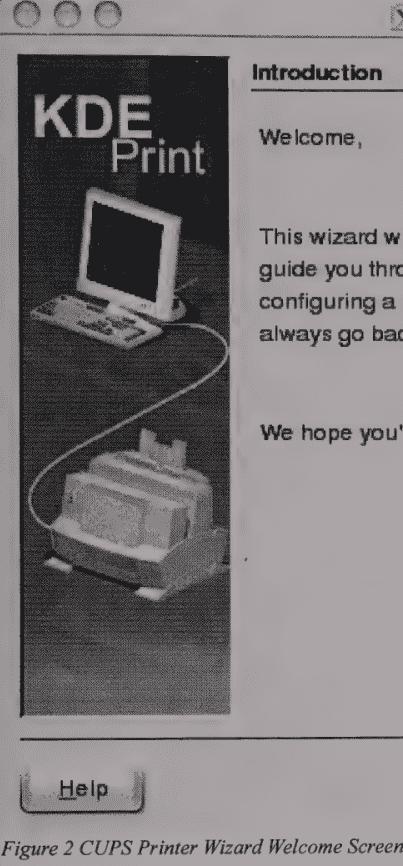 KDE
Print
Introduction
Welcome,
This wizard w
guide you thro
configuring a
always go bac
We hope you'
Help
Figure 2 CUPS Printer Wizard Welcome Screen